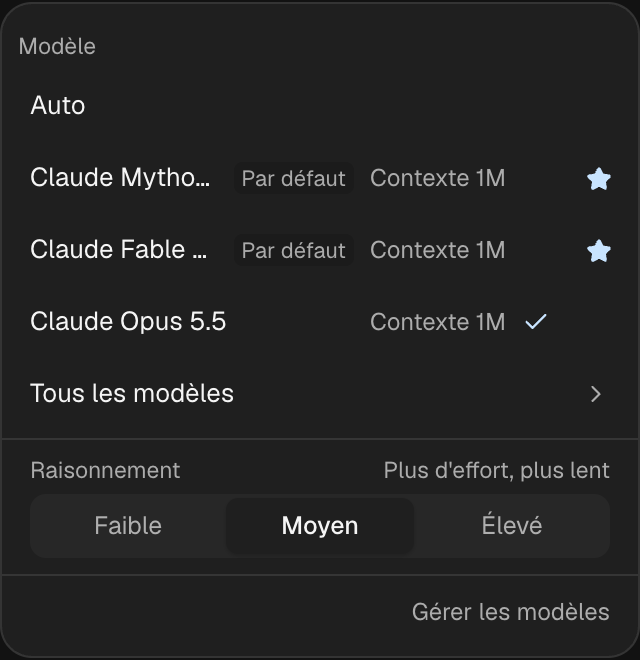 Modèle
Auto
Claude Mytho... Par défaut Contexte 1M
Claude Fable ... Par défaut Contexte 1M
Claude Opus 5.5 Contexte 1M
Tous les modèles
Raisonnement Plus d'effort, plus lent
Faible Moyen Élevé
Gérer les modèles